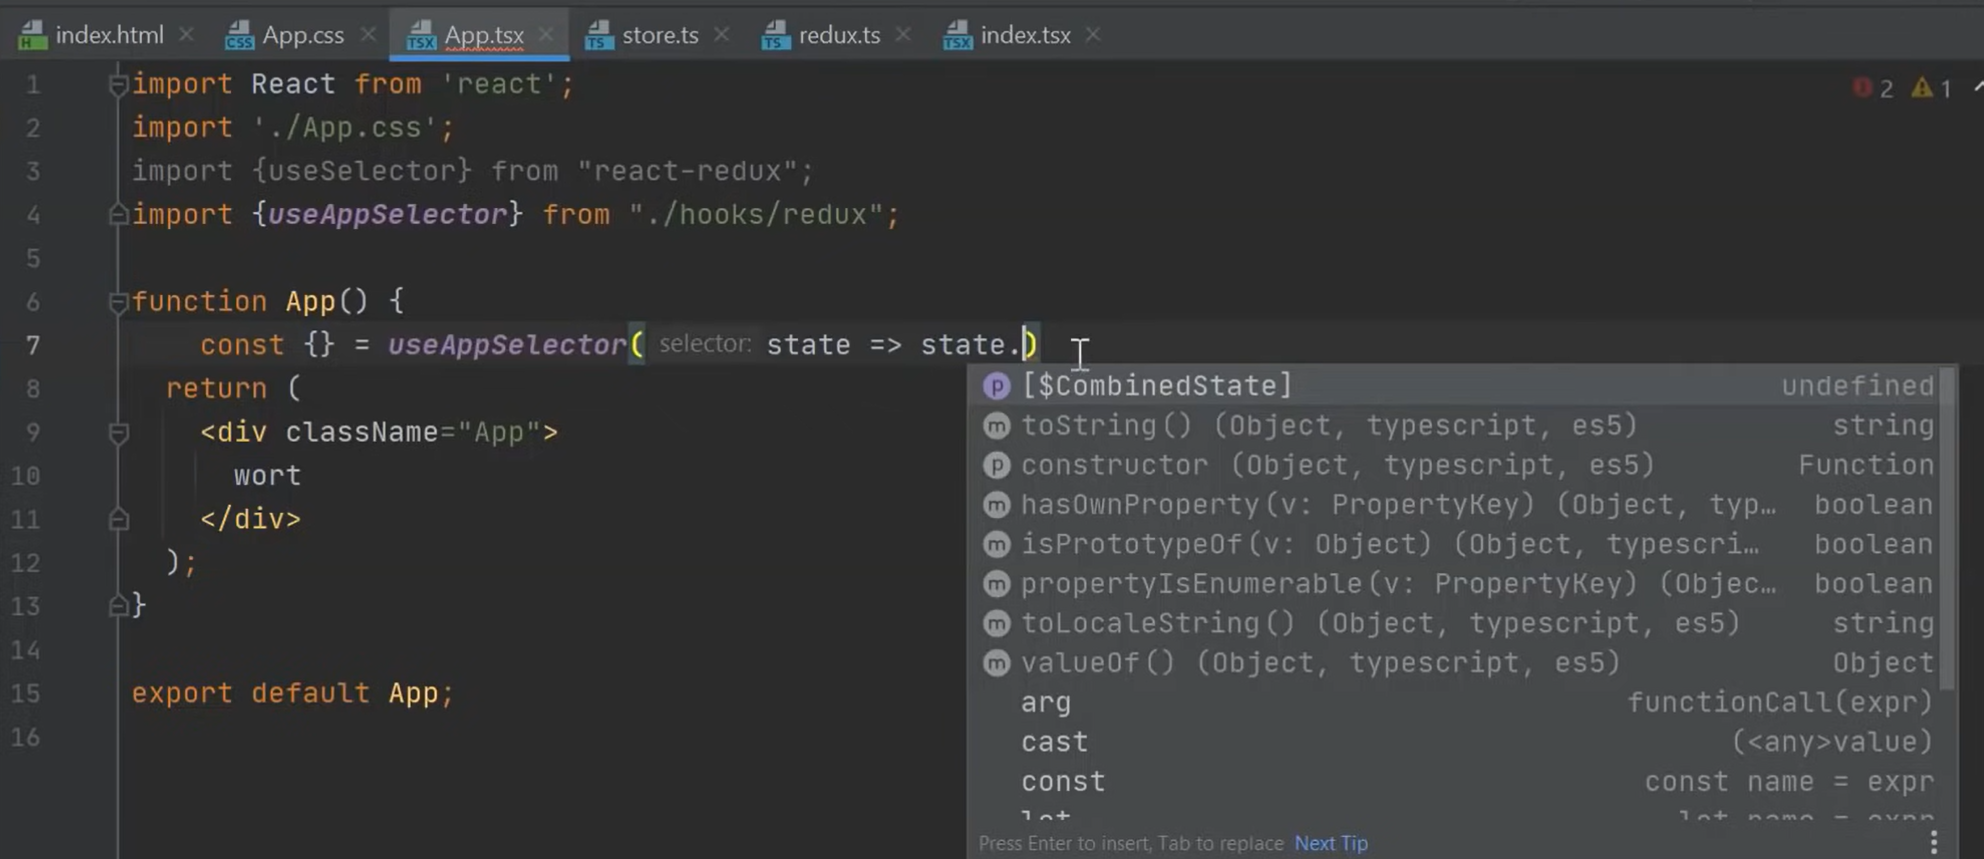 index.html
App.css
App.tsx
store.ts
redux.ts
index.tsx
1 import React from 'react';
2 import './App.css';
3 import {useSelector} from "react-redux";
4 import {useAppSelector} from "./hooks/redux";
5
6 function App() {
7 const {} = useAppSelector( selector: state => state.)
8 return (
9 <div className="App">
10 wort
11 </div>
12 );
13 }
14
15 export default App;
16
2 1
p [$CombinedState] undefined
m toString() (Object, typescript, es5) string
p constructor (Object, typescript, es5) Function
m hasOwnProperty(v: PropertyKey) (Object, typ… boolean
m isPrototypeOf(v: Object) (Object, typescri… boolean
m propertyIsEnumerable(v: PropertyKey) (Objec… boolean
m toLocaleString() (Object, typescript, es5) string
m valueOf() (Object, typescript, es5) Object
arg functionCall(expr)
cast (<any>value)
const const name = expr
let let name = expr
Press Enter to insert, Tab to replace Next Tip